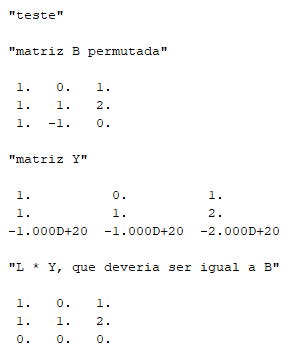 "teste"
"matriz B permutada"
1. 0. 1.
1. 1. 2.
1. -1. 0.
"matriz Y"
1. 0. 1.
1. 1. 2.
-1.000D+20 -1.000D+20 -2.000D+20
"L * Y, que deveria ser igual a B"
1. 0. 1.
1. 1. 2.
0. 0. 0.